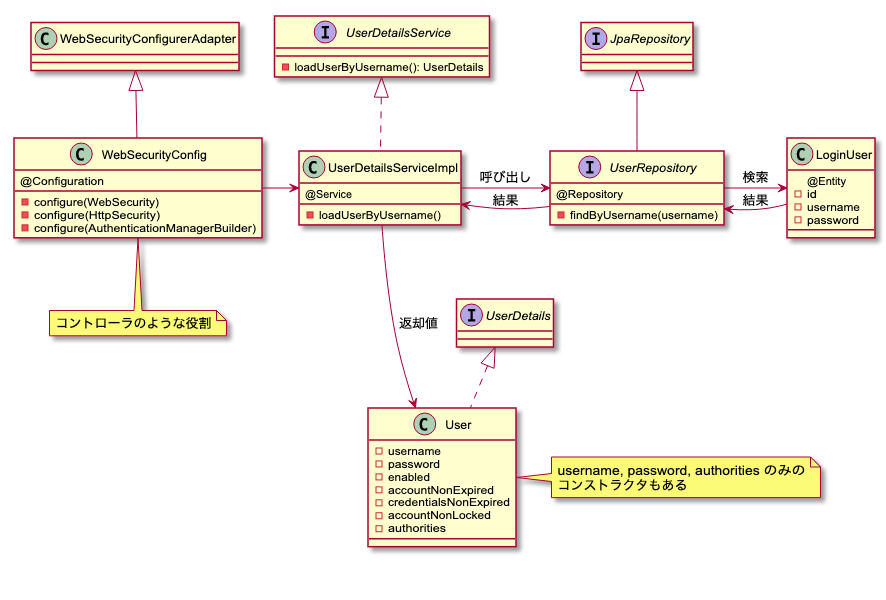 C WebSecurityConfigurerAdapter
I UserDetailsService
loadUserByUsername(): UserDetails
I JpaRepository
C WebSecurityConfig
@Configuration
configure(WebSecurity)
configure(HttpSecurity)
configure(AuthenticationManagerBuilder)
C UserDetailsServiceImpl
@Service
loadUserByUsername()
呼び出し
結果
I UserRepository
@Repository
findByUsername(username)
検索
結果
C LoginUser
@Entity
id
username
password
コントローラのような役割
返却値
I UserDetails
C User
username
password
enabled
accountNonExpired
credentialsNonExpired
accountNonLocked
authorities
username, password, authorities のみの
コンストラクタもある